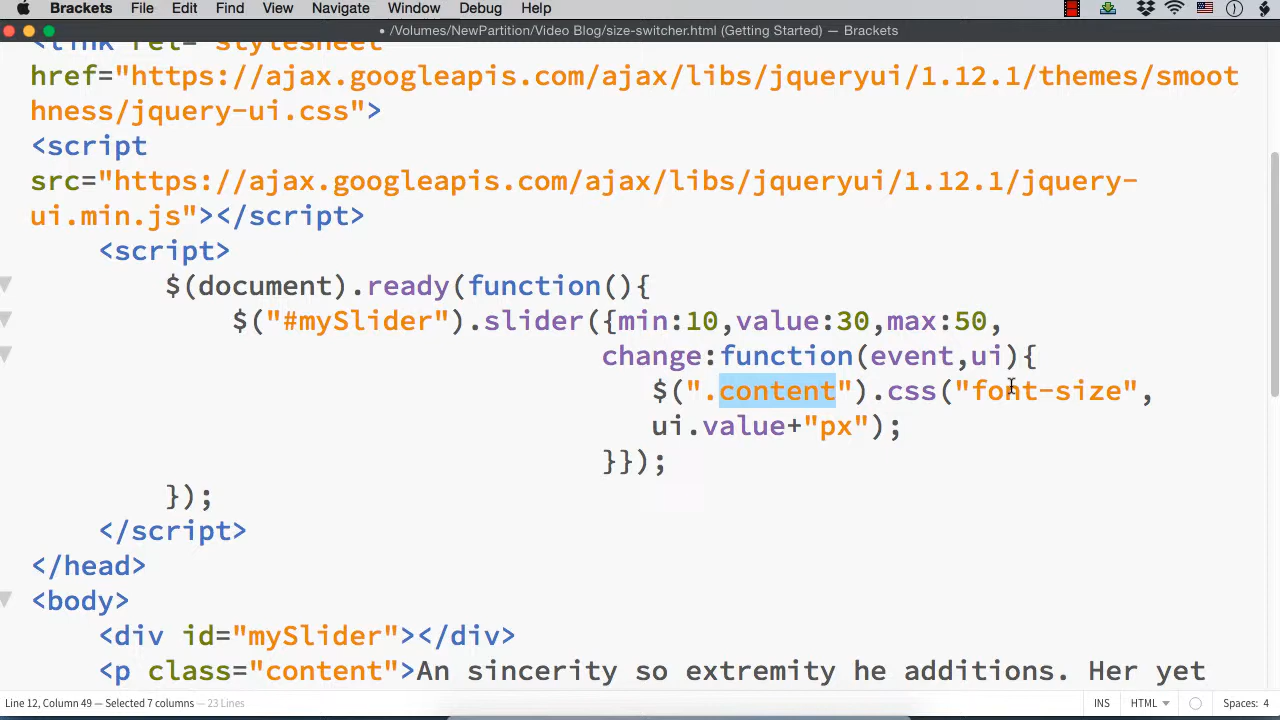 Brackets File Edit Find View Navigate Window Debug Help
• /Volumes/NewPartition/Video Blog/size-switcher.html (Getting Started) — Brackets
<link rel="stylesheet"
href="https://ajax.googleapis.com/ajax/libs/jqueryui/1.12.1/themes/smoot
hness/jquery-ui.css">
<script
src="https://ajax.googleapis.com/ajax/libs/jqueryui/1.12.1/jquery-
ui.min.js"></script>
<script>
$(document).ready(function(){
$("#mySlider").slider({min:10,value:30,max:50,
change:function(event,ui){
$(".content").css("font-size",
ui.value+"px");
}});
});
</script>
</head>
<body>
<div id="mySlider"></div>
<p class="content">An sincerity so extremity he additions. Her yet
Line 12, Column 49 — Selected 7 columns — 23 Lines INS HTML Spaces: 4